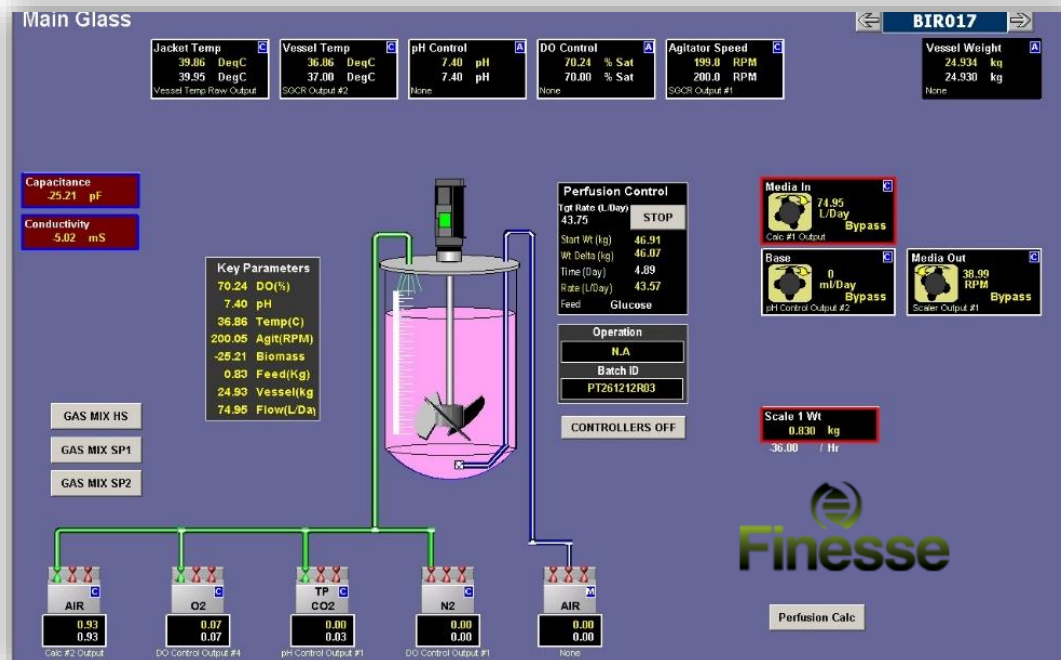 Main Glass
BIR017
Jacket Temp C
39.86 DegC
39.95 DegC
Vessel Temp Raw Output
Vessel Temp C
36.86 DegC
37.00 DegC
SGCR Output #2
pH Control A
7.40 pH
7.40 pH
None
DO Control A
70.24 % Sat
70.00 % Sat
None
Agitator Speed C
199.8 RPM
200.0 RPM
SGCR Output #1
Vessel Weight A
24.934 kg
24.930 kg
None
Capacitance
-25.21 pF
Conductivity
-5.02 mS
Key Parameters
70.24 DO(%)
7.40 pH
36.86 Temp(C)
200.05 Agit(RPM)
-25.21 Biomass
0.83 Feed(Kg)
24.93 Vessel(kg
74.95 Flow(L/Da
Perfusion Control
Tgt Rate (L/Day)
43.75 STOP
Start Wt (kg) 46.91
Wt Delta (kg) 46.07
Time (Day) 4.89
Rate (L/Day) 43.57
Feed Glucose
Operation
N.A
Batch ID
PT261212R03
CONTROLLERS OFF
Media In C
74.95
L/Day
Bypass
Calc #1 Output
Base C
0
ml/Day
Bypass
pH Control Output #2
Media Out C
38.99
RPM
Bypass
Scaler Output #1
GAS MIX HS
GAS MIX SP1
GAS MIX SP2
Scale 1 Wt
0.830 kg
-36.00 / Hr
Finesse
Perfusion Calc
C
AIR
0.93
0.93
Calc #2 Output
C
O2
0.07
0.07
DO Control Output #4
TP C
CO2
0.00
0.03
pH Control Output #1
C
N2
0.00
0.00
DO Control Output #1
M
AIR
0.00
0.00
None